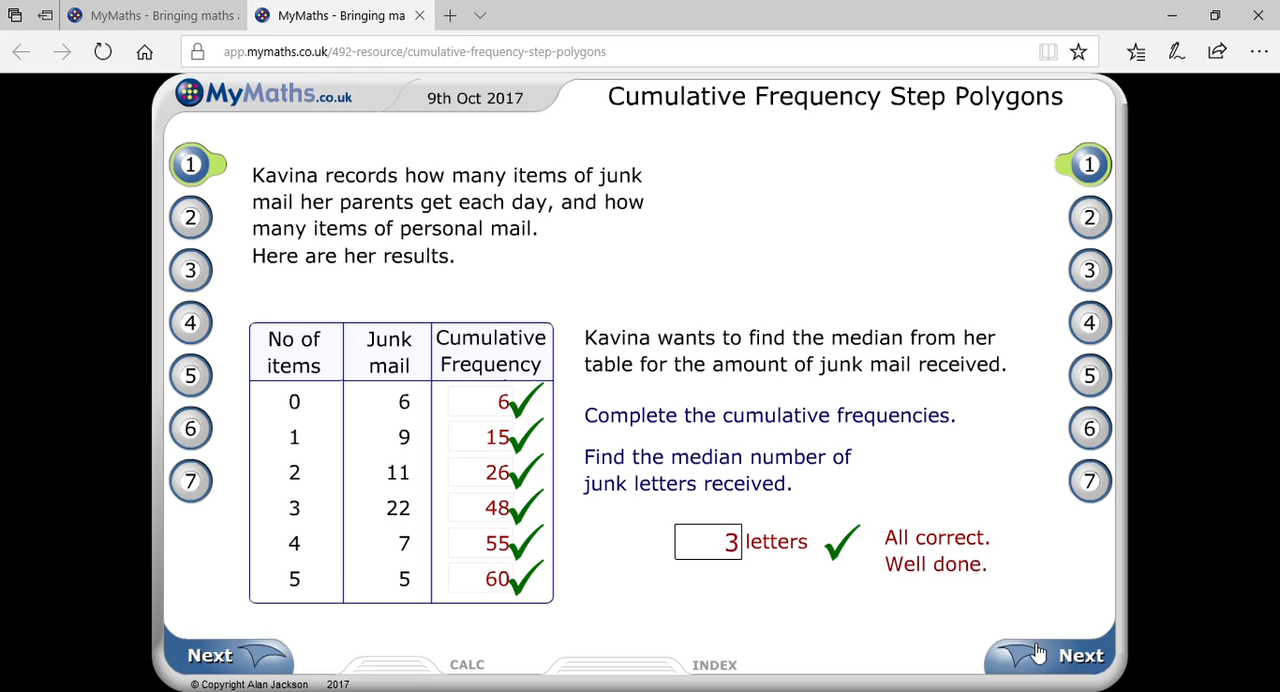 MyMaths - Bringing maths a
MyMaths - Bringing ma
app.mymaths.co.uk/492-resource/cumulative-frequency-step-polygons
MyMaths.co.uk
9th Oct 2017
Cumulative Frequency Step Polygons
1
2
3
4
5
6
7
1
2
3
4
5
6
7
Kavina records how many items of junk
mail her parents get each day, and how
many items of personal mail.
Here are her results.
No of items Junk mail Cumulative Frequency
0 6 6
1 9 15
2 11 26
3 22 48
4 7 55
5 5 60
Kavina wants to find the median from her
table for the amount of junk mail received.
Complete the cumulative frequencies.
Find the median number of
junk letters received.
3 letters
All correct.
Well done.
Next
CALC
INDEX
Next
© Copyright Alan Jackson 2017